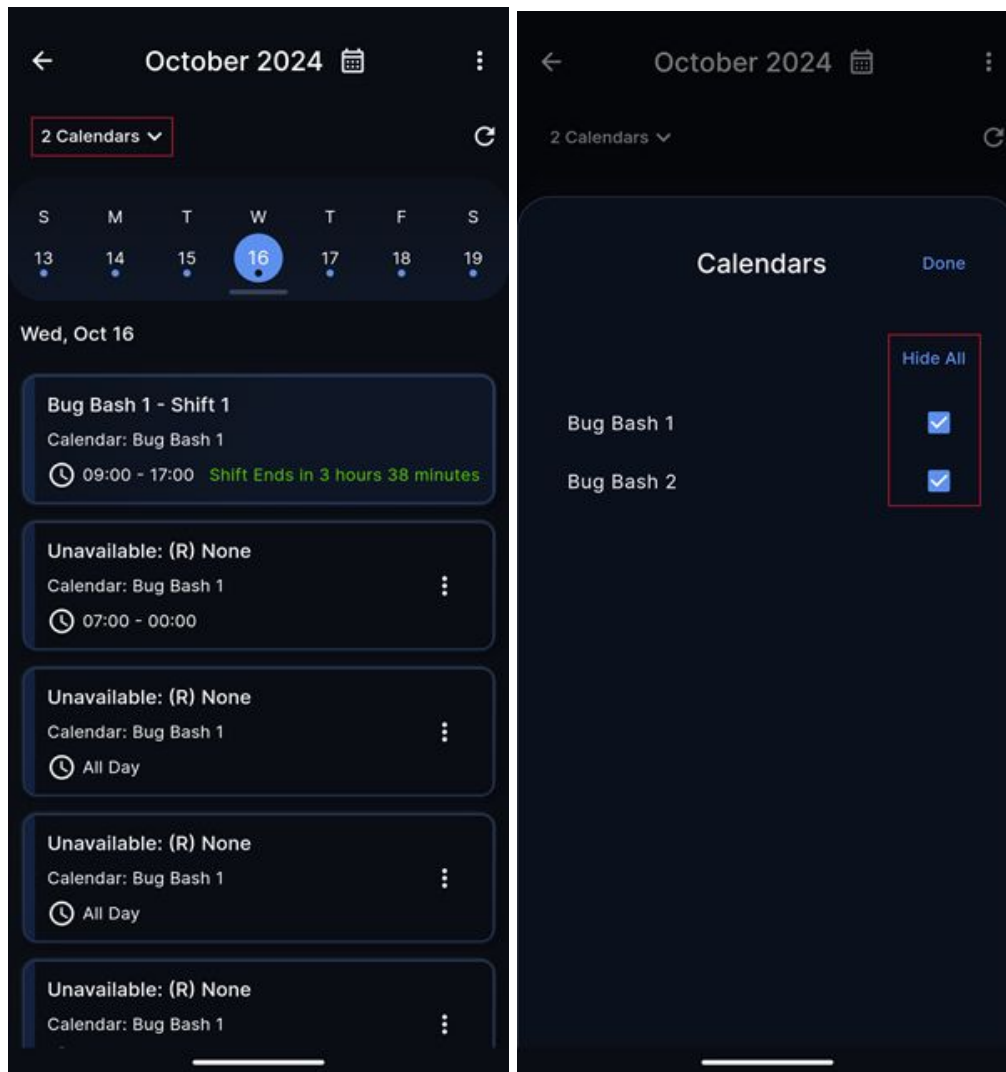 October 2024
2 Calendars
S M T W T F S
13 14 15 16 17 18 19
Wed, Oct 16
Bug Bash 1 - Shift 1
Calendar: Bug Bash 1
09:00 - 17:00 Shift Ends in 3 hours 38 minutes
Unavailable: (R) None
Calendar: Bug Bash 1
07:00 - 00:00
Unavailable: (R) None
Calendar: Bug Bash 1
All Day
Unavailable: (R) None
Calendar: Bug Bash 1
All Day
Unavailable: (R) None
Calendar: Bug Bash 1
October 2024
2 Calendars
Calendars Done
Hide All
Bug Bash 1
Bug Bash 2